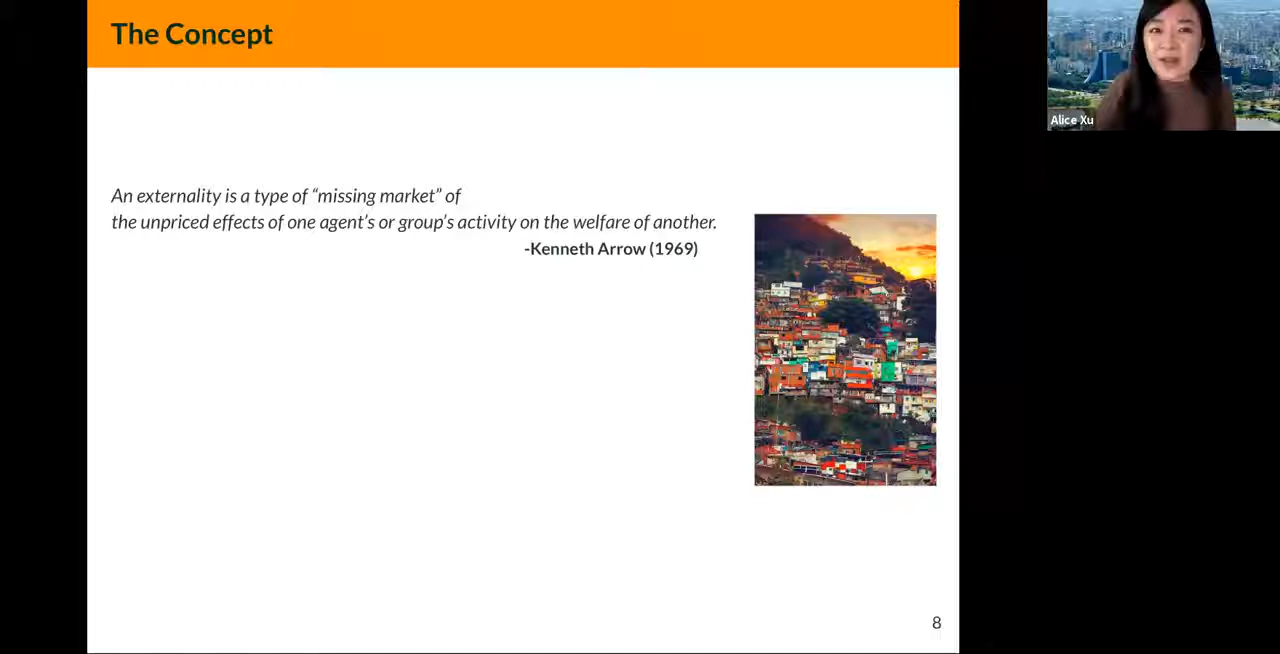 The Concept
Alice Xu
An externality is a type of “missing market” of
the unpriced effects of one agent’s or group’s activity on the welfare of another.
-Kenneth Arrow (1969)
8